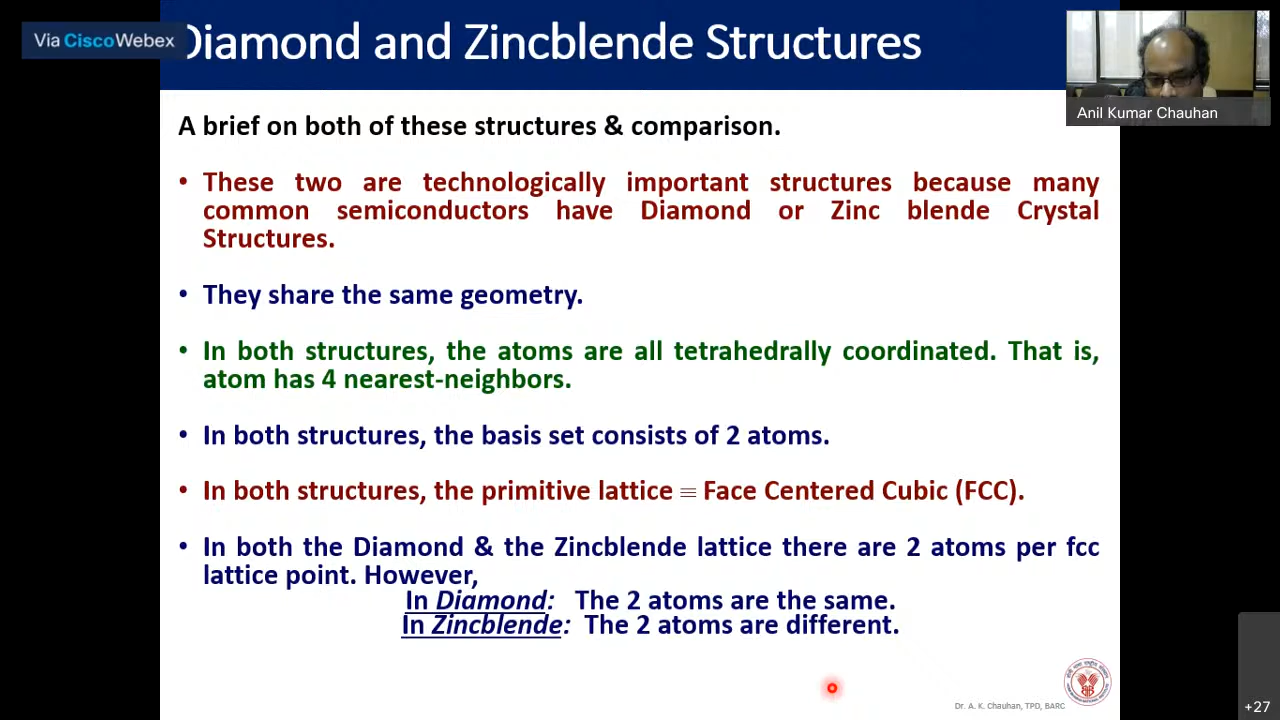 Via Cisco Webex
Diamond and Zincblende Structures
Anil Kumar Chauhan
A brief on both of these structures & comparison.
• These two are technologically important structures because many
common semiconductors have Diamond or Zinc blende Crystal
Structures.
• They share the same geometry.
• In both structures, the atoms are all tetrahedrally coordinated. That is,
atom has 4 nearest-neighbors.
• In both structures, the basis set consists of 2 atoms.
• In both structures, the primitive lattice ≡ Face Centered Cubic (FCC).
• In both the Diamond & the Zincblende lattice there are 2 atoms per fcc
lattice point. However,
In Diamond: The 2 atoms are the same.
In Zincblende: The 2 atoms are different.
Dr. A. K. Chauhan, TPD, BARC
+27